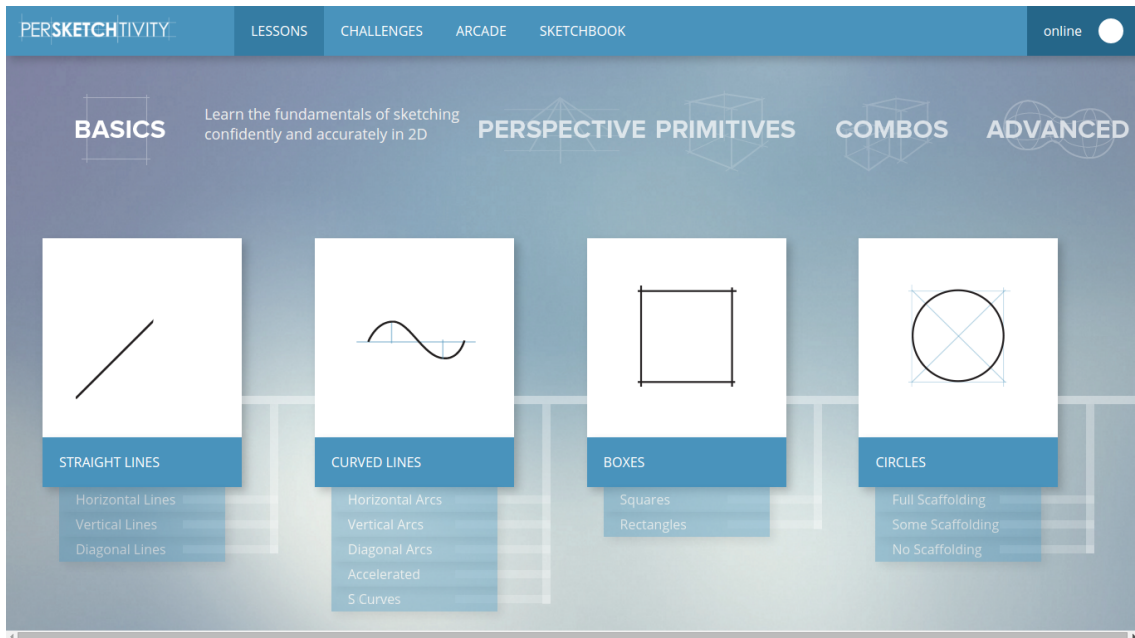 PERSKETCHTIVITY
LESSONS
CHALLENGES
ARCADE
SKETCHBOOK
online
BASICS
Learn the fundamentals of sketching
confidently and accurately in 2D
PERSPECTIVE
PRIMITIVES
COMBOS
ADVANCED
STRAIGHT LINES
Horizontal Lines
Vertical Lines
Diagonal Lines
CURVED LINES
Horizontal Arcs
Vertical Arcs
Diagonal Arcs
Accelerated
S Curves
BOXES
Squares
Rectangles
CIRCLES
Full Scaffolding
Some Scaffolding
No Scaffolding